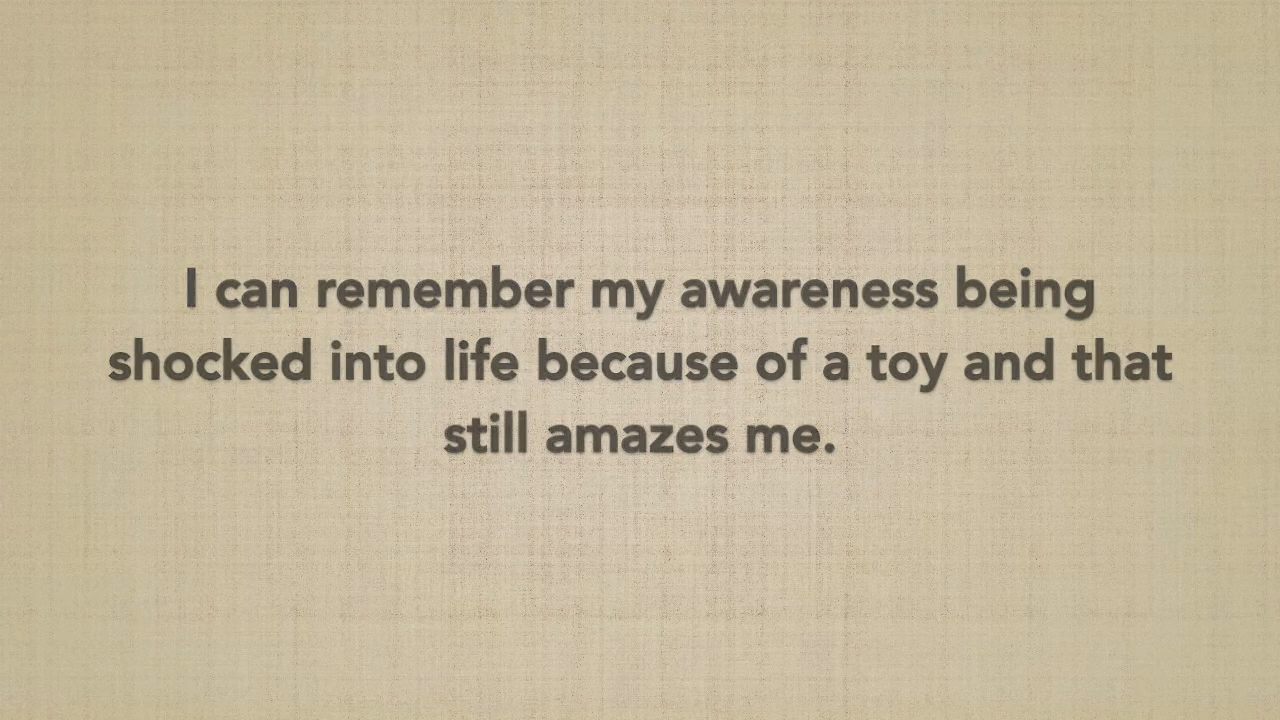 I can remember my awareness being
shocked into life because of a toy and that
still amazes me.